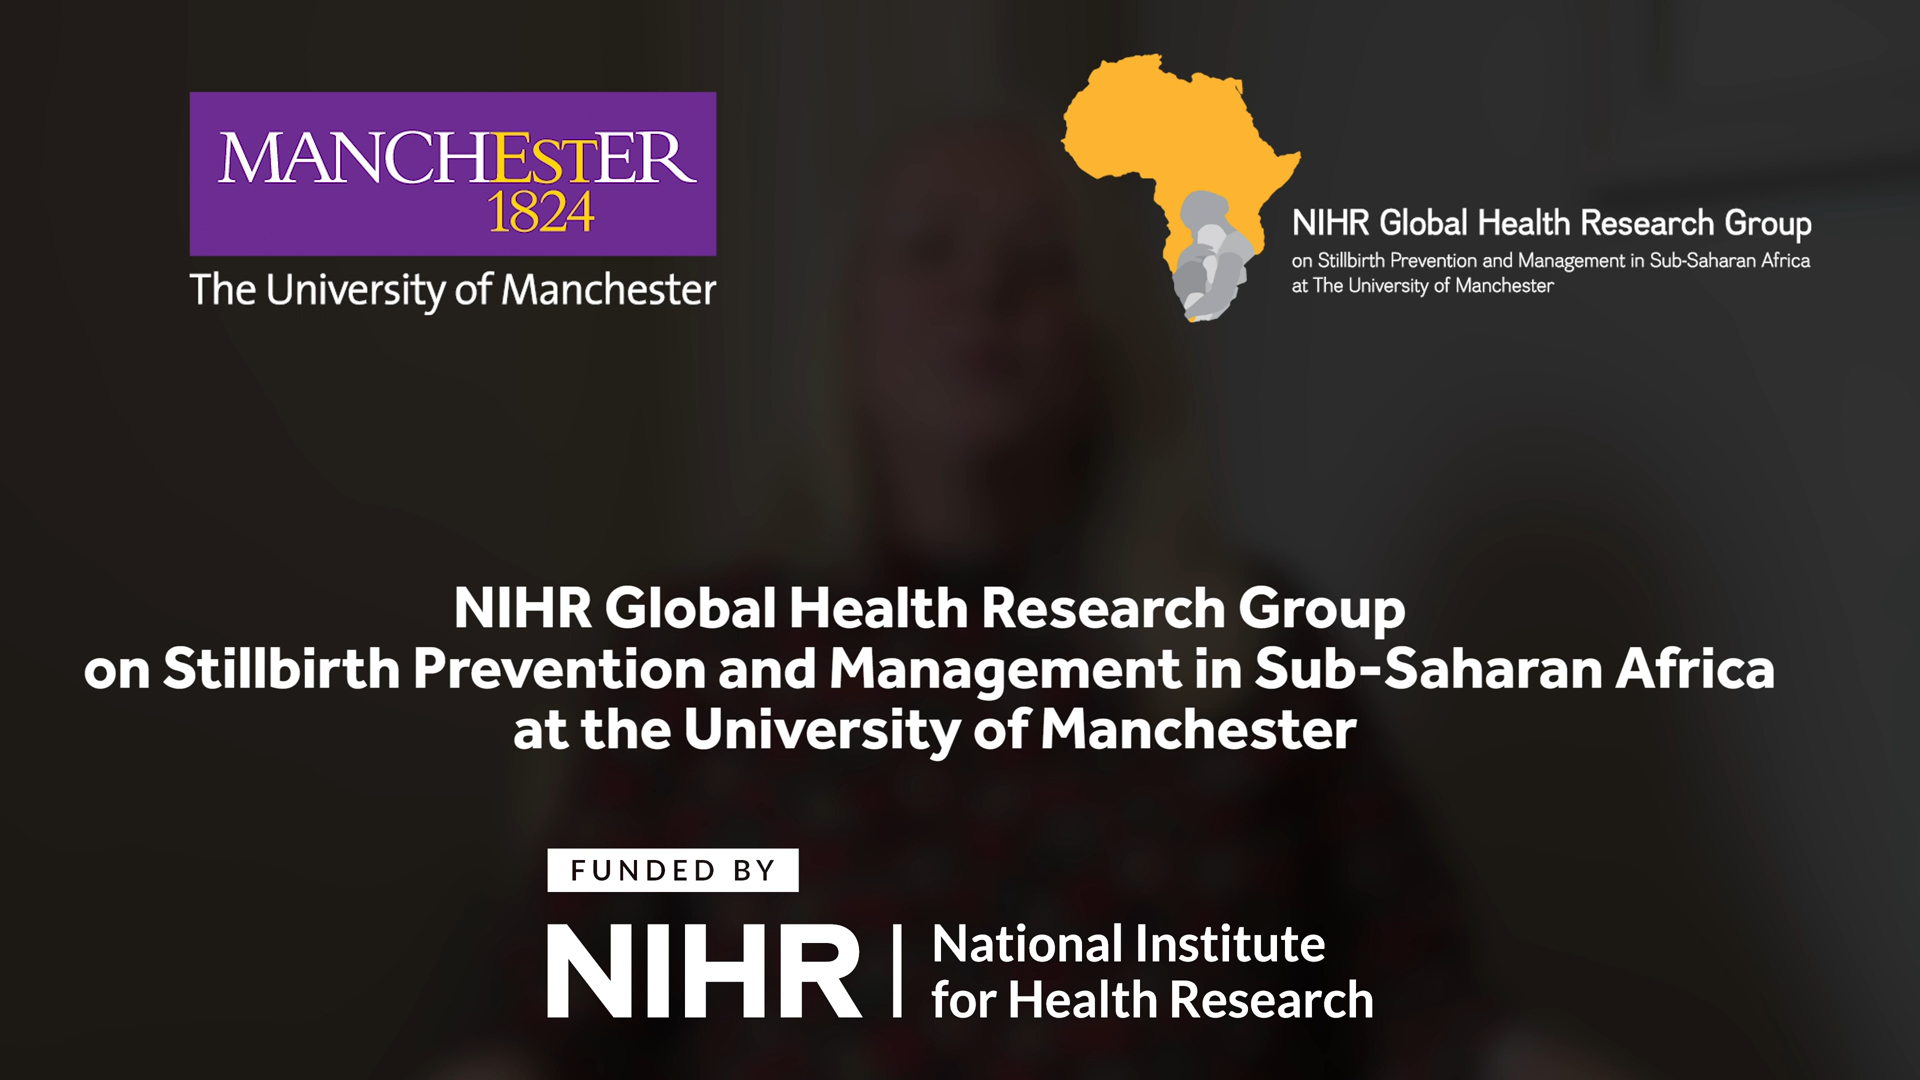 MANCHESTER
1824
The University of Manchester
NIHR Global Health Research Group
on Stillbirth Prevention and Management in Sub-Saharan Africa
at The University of Manchester
NIHR Global Health Research Group
on Stillbirth Prevention and Management in Sub-Saharan Africa
at the University of Manchester
FUNDED BY
NIHR | National Institute
for Health Research